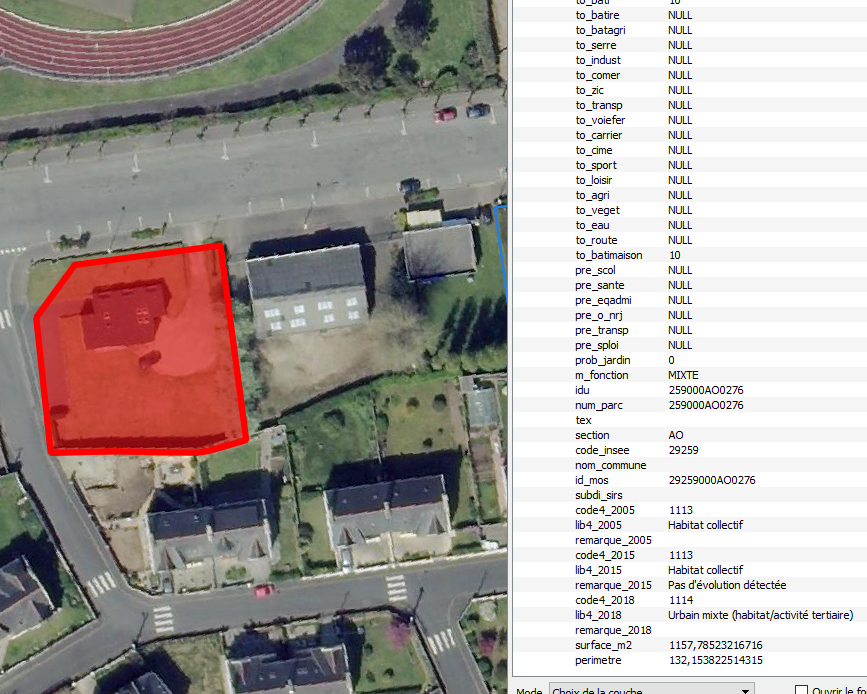 to_bati 10
to_batire NULL
to_batagri NULL
to_serre NULL
to_indust NULL
to_comer NULL
to_zic NULL
to_transp NULL
to_voiefer NULL
to_carrier NULL
to_cime NULL
to_sport NULL
to_loisir NULL
to_agri NULL
to_veget NULL
to_eau NULL
to_route NULL
to_batimaison 10
pre_scol NULL
pre_sante NULL
pre_eqadmi NULL
pre_o_nrj NULL
pre_transp NULL
pre_sploi NULL
prob_jardin 0
m_fonction MIXTE
idu 259000AO0276
num_parc 259000AO0276
tex
section AO
code_insee 29259
nom_commune
id_mos 29259000AO0276
subdi_sirs
code4_2005 1113
lib4_2005 Habitat collectif
remarque_2005
code4_2015 1113
lib4_2015 Habitat collectif
remarque_2015 Pas d'évolution détectée
code4_2018 1114
lib4_2018 Urbain mixte (habitat/activité tertiaire)
remarque_2018
surface_m2 1157,78523216716
perimetre 132,153822514315
Mode Choix de la couche Ouvrir le fo